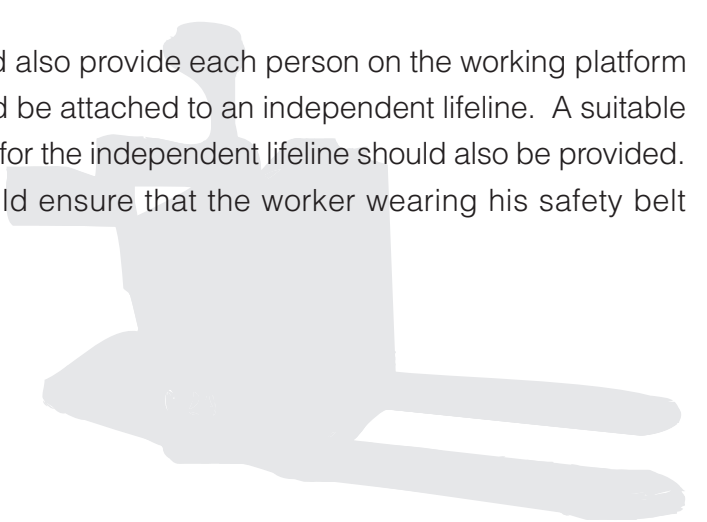 also provide each person on the working platform
be attached to an independent lifeline. A suitable
for the independent lifeline should also be provided.
ensure that the worker wearing his safety belt